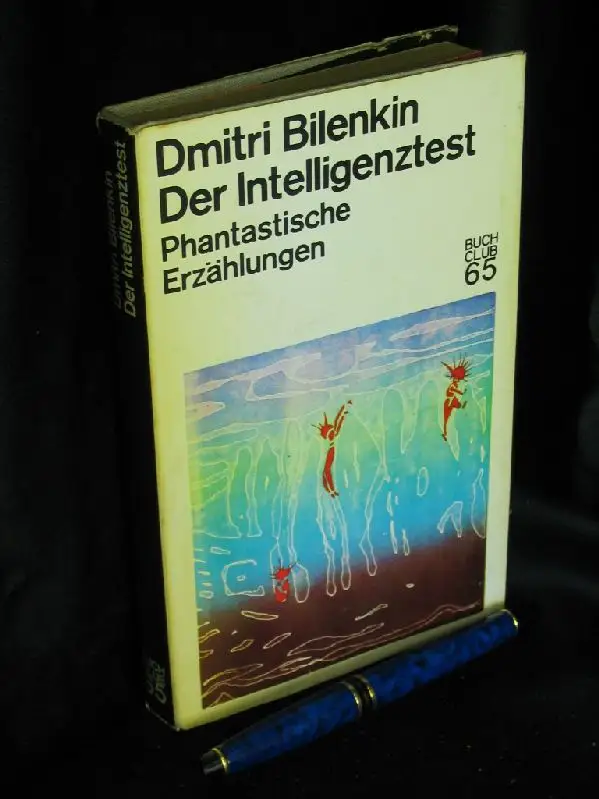 Dmitri Bilenkin
Der Intelligenztest
Phantastische
Erzählungen
BUCH
CLUB
65
Dmitri Bilenkin
Der Intelligenztest